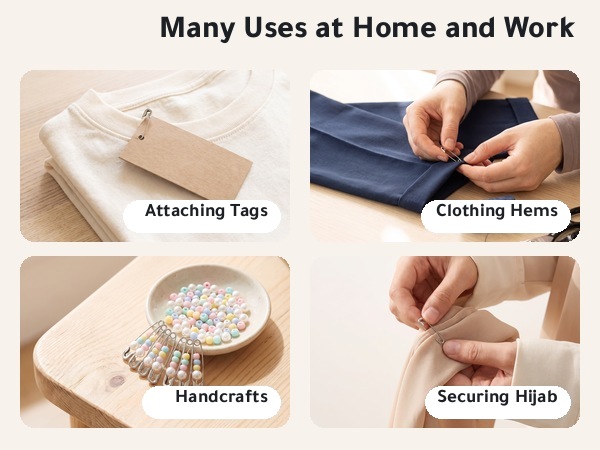 Many Uses at Home and Work
Attaching Tags
Clothing Hems
Handcrafts
Securing Hijab